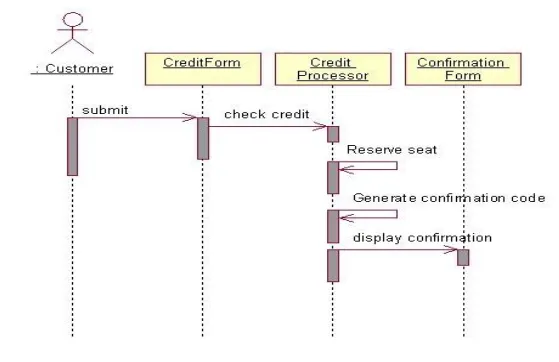 : Customer
CreditForm
Credit
Processor
Confirmation
Form
submit
check credit
Reserve seat
Generate confirmation code
display confirmation